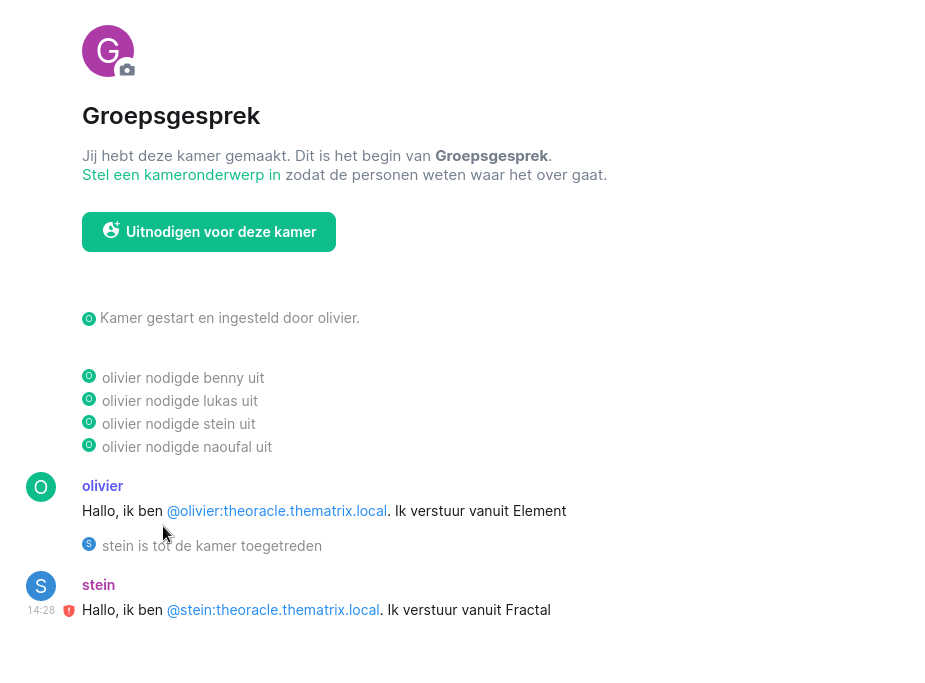 G
Groepsgesprek
Jij hebt deze kamer gemaakt. Dit is het begin van Groepsgesprek.
Stel een kameronderwerp in zodat de personen weten waar het over gaat.
Uitnodigen voor deze kamer
O Kamer gestart en ingesteld door olivier.
O olivier nodigde benny uit
O olivier nodigde lukas uit
O olivier nodigde stein uit
O olivier nodigde naoufal uit
O olivier
Hallo, ik ben @olivier:theoracle.thematrix.local. Ik verstuur vanuit Element
S stein is tot de kamer toegetreden
S stein
14:28 Hallo, ik ben @stein:theoracle.thematrix.local. Ik verstuur vanuit Fractal